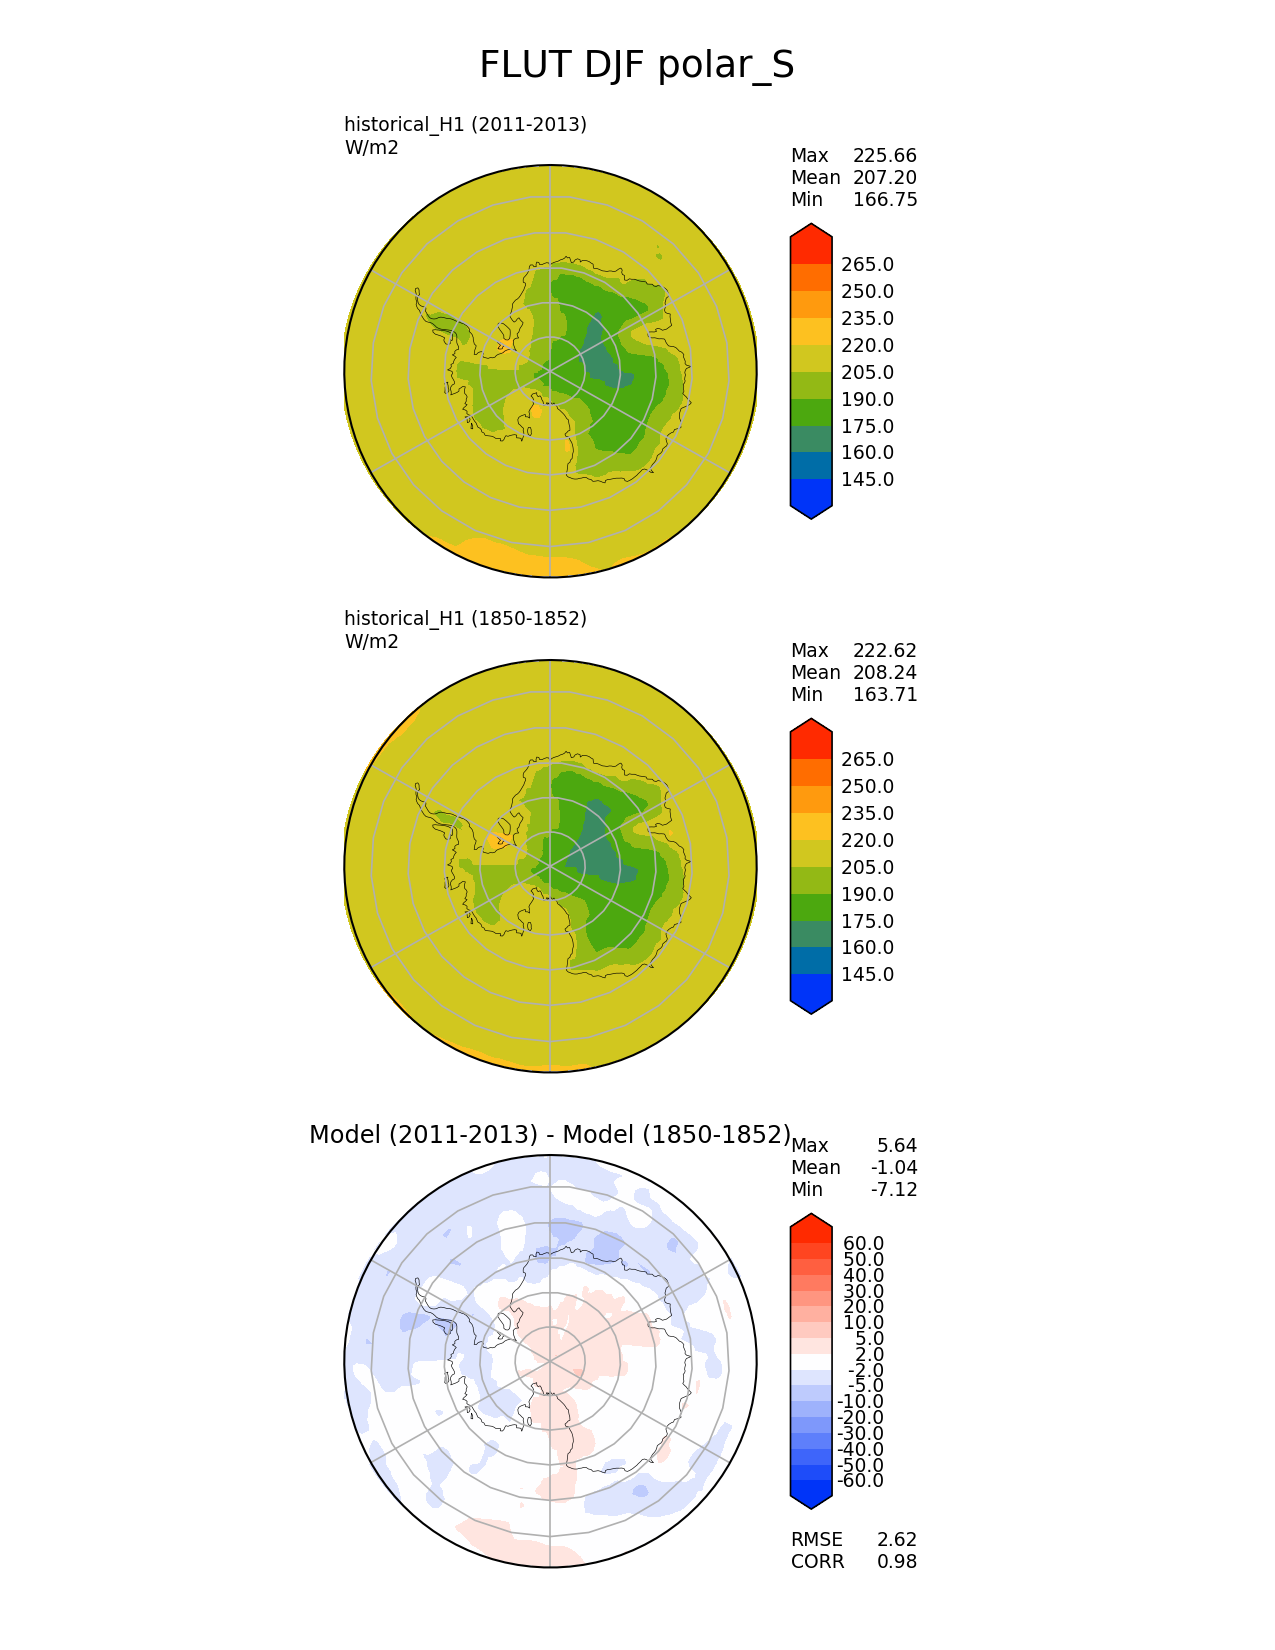 FLUT DJF polar_S
historical_H1 (2011-2013)
W/m2
Max 225.66
Mean 207.20
Min 166.75
265.0
250.0
235.0
220.0
205.0
190.0
175.0
160.0
145.0
historical_H1 (1850-1852)
W/m2
Max 222.62
Mean 208.24
Min 163.71
265.0
250.0
235.0
220.0
205.0
190.0
175.0
160.0
145.0
Model (2011-2013) - Model (1850-1852)
Max 5.64
Mean -1.04
Min -7.12
60.0
50.0
40.0
30.0
20.0
10.0
5.0
2.0
-2.0
-5.0
-10.0
-20.0
-30.0
-40.0
-50.0
-60.0
RMSE 2.62
CORR 0.98